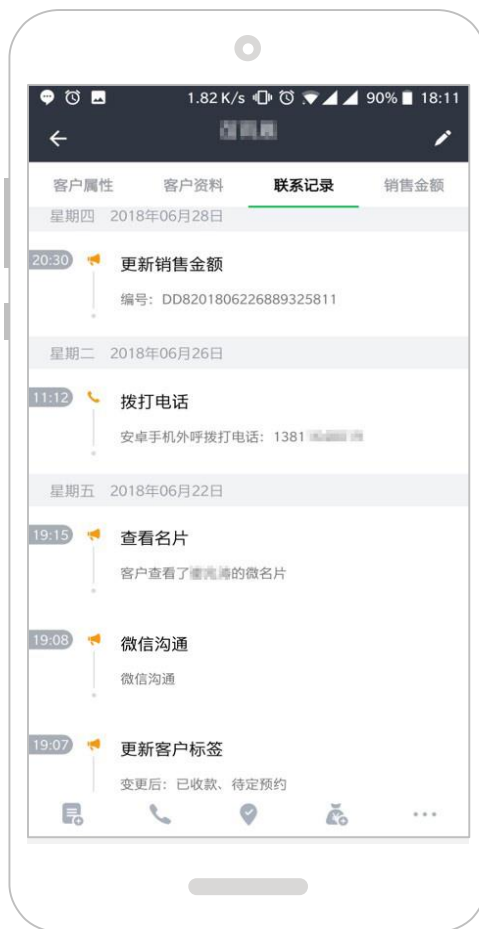 1.82 K/s 90% 18:11
客户属性 客户资料 联系记录 销售金额
星期四 2018年06月28日
20:30 更新销售金额
编号：DD8201806226889325811
星期二 2018年06月26日
11:12 拨打电话
安卓手机外呼拨打电话：1381
星期五 2018年06月22日
19:15 查看名片
客户查看了 的微名片
19:08 微信沟通
微信沟通
19:07 更新客户标签
变更后：已收款、待定预约